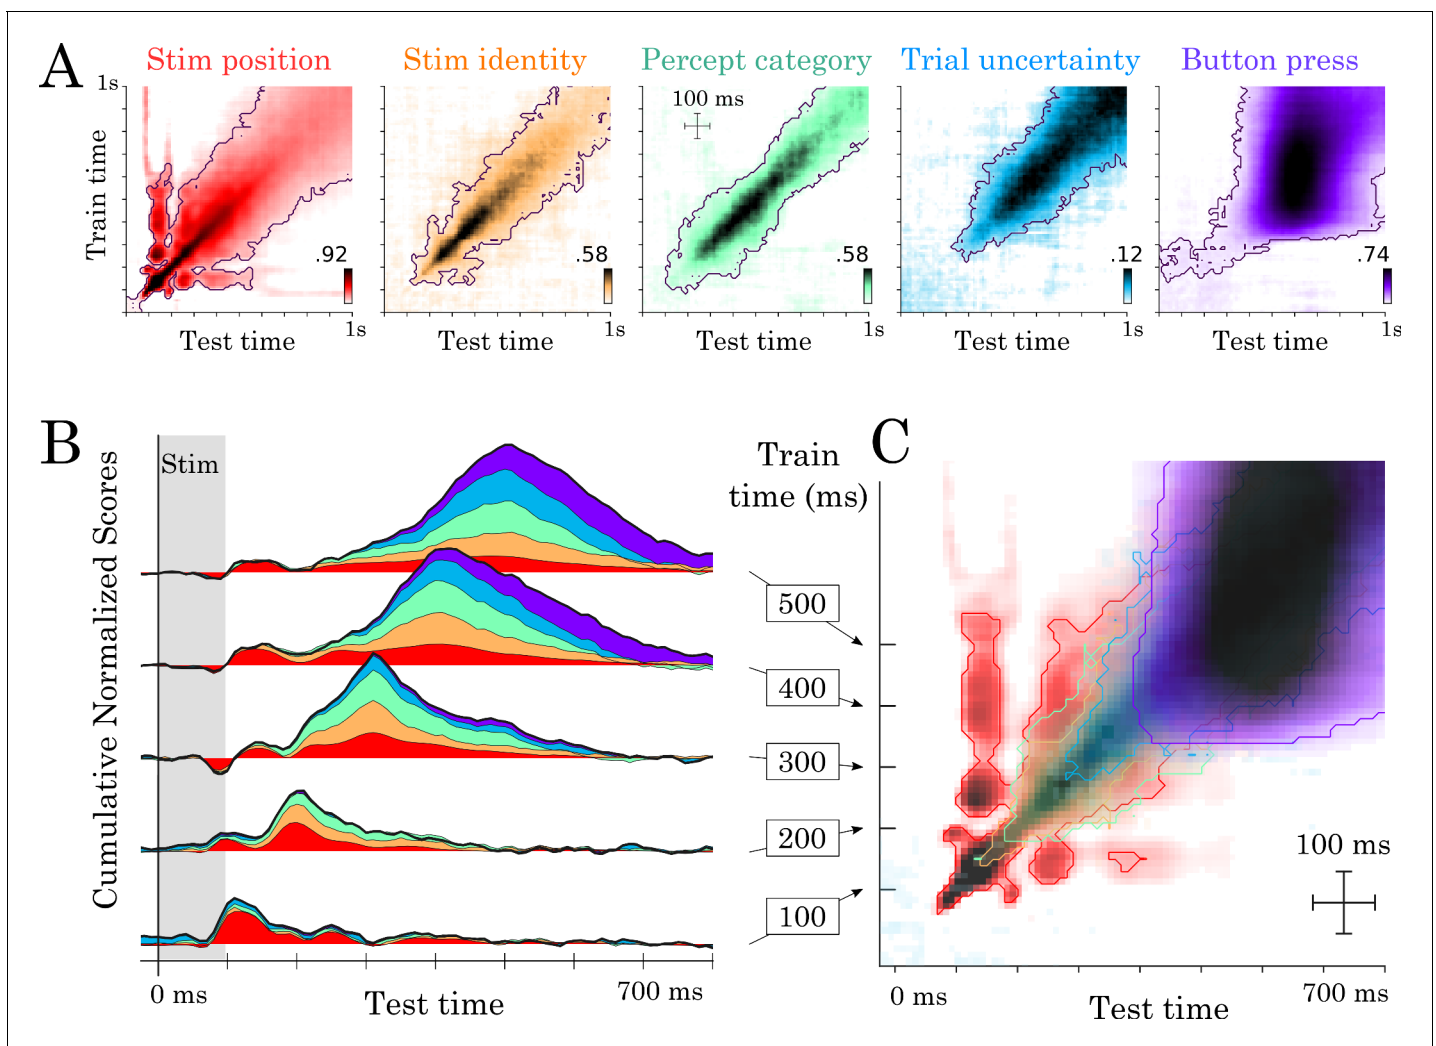 A
Stim position
Stim identity
Percept category
Trial uncertainty
Button press
1s
Train time
100 ms
.92
.58
.58
.12
.74
1s
1s
1s
1s
1s
Test time
Test time
Test time
Test time
Test time
B
Cumulative Normalized Scores
Stim
Train
time (ms)
500
400
300
200
100
0 ms
700 ms
Test time
C
100 ms
0 ms
700 ms
Test time